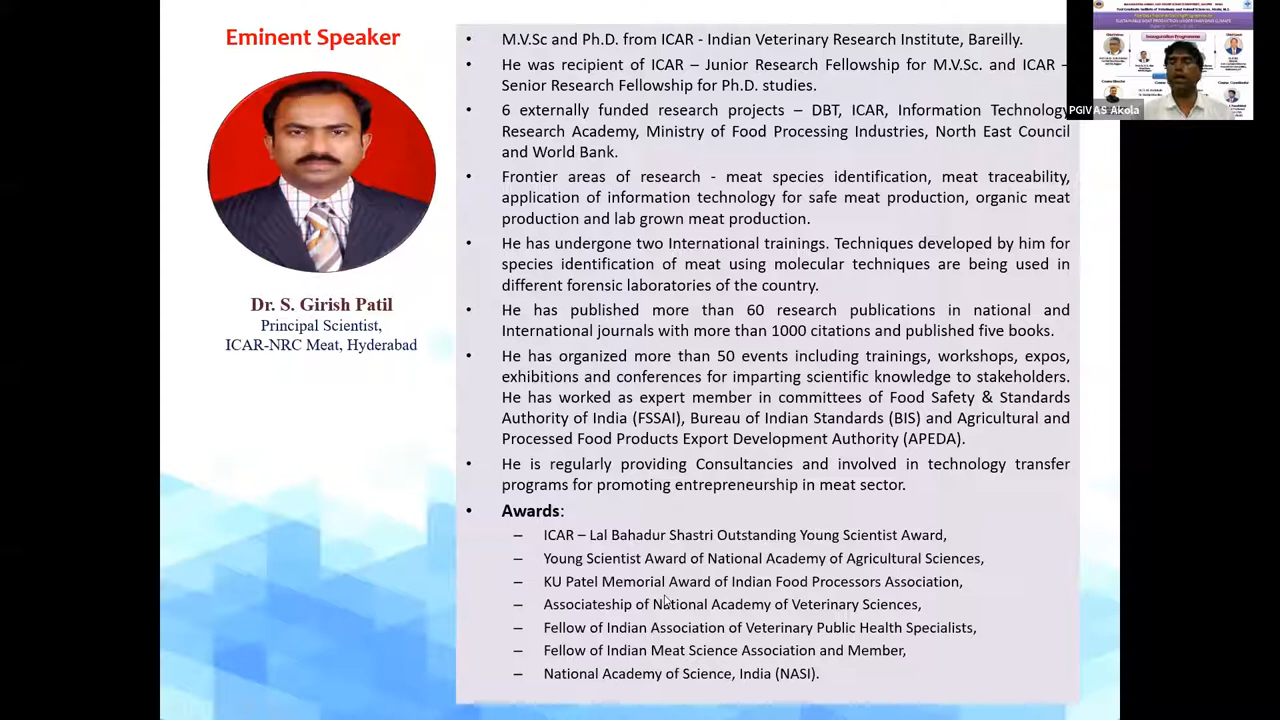 Eminent Speaker
Dr. S. Girish Patil
Principal Scientist,
ICAR-NRC Meat, Hyderabad
Veterinary Research Institute, Bareilly.
recipient of ICAR Junior Research Fellowship for M.V.Sc and ICAR -
for Ph.D. studies.
funded projects from DBT, ICAR, Information Technology
Research Academy, Ministry of Food Processing Industries, North East Council
and World Bank.
Frontier areas of research - meat species identification, meat traceability,
application of information technology for safe meat production, organic meat
production and lab grown meat production.
He has undergone two International trainings. Techniques developed by him for
species identification of meat using molecular techniques are being used in
different forensic laboratories of the country.
He has published more than 60 research publications in national and
International journals with more than 1000 citations and published five books.
He has organized more than 50 events including trainings, workshops, expos,
exhibitions and conferences for imparting scientific knowledge to stakeholders.
He has worked as expert member in committees of Food Safety & Standards
Authority of India (FSSAI), Bureau of Indian Standards (BIS) and Agricultural and
Processed Food Products Export Development Authority (APEDA).
He is regularly providing Consultancies and involved in technology transfer
programs for promoting entrepreneurship in meat sector.
Awards:
– ICAR – Lal Bahadur Shastri Outstanding Young Scientist Award,
– Young Scientist Award of National Academy of Agricultural Sciences,
– KU Patel Memorial Award of Indian Food Processors Association,
– Associateship of National Academy of Veterinary Sciences,
– Fellow of Indian Association of Veterinary Public Health Specialists,
– Fellow of Indian Meat Science Association and Member,
– National Academy of Science, India (NASI).
Inauguration Programme
PGIVAS Akola